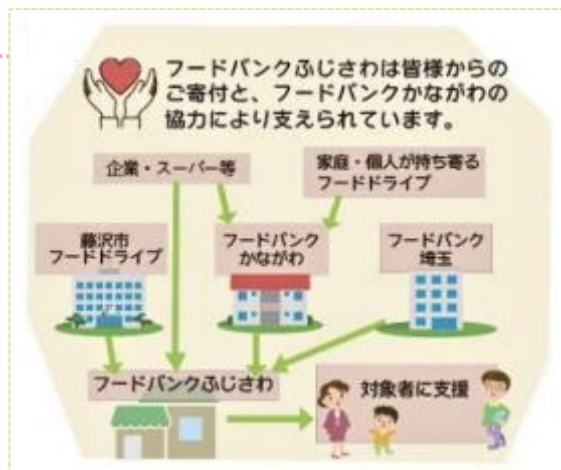 フードバンクふじさわは皆様からの
ご寄付と、フードバンクかながわの
協力により支えられています。
企業・スーパー等
家庭・個人が持ち寄る
フードドライブ
藤沢市
フードドライブ
フードバンク
かながわ
フードバンク
埼玉
フードバンクふじさわ
対象者に支援